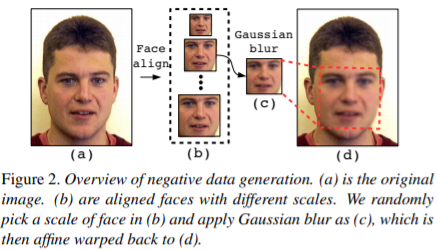 Face
align
Gaussian
blur
(a)
(b)
(c)
(d)
Figure 2. Overview of negative data generation. (a) is the original
image. (b) are aligned faces with different scales. We randomly
pick a scale of face in (b) and apply Gaussian blur as (c), which is
then affine warped back to (d).